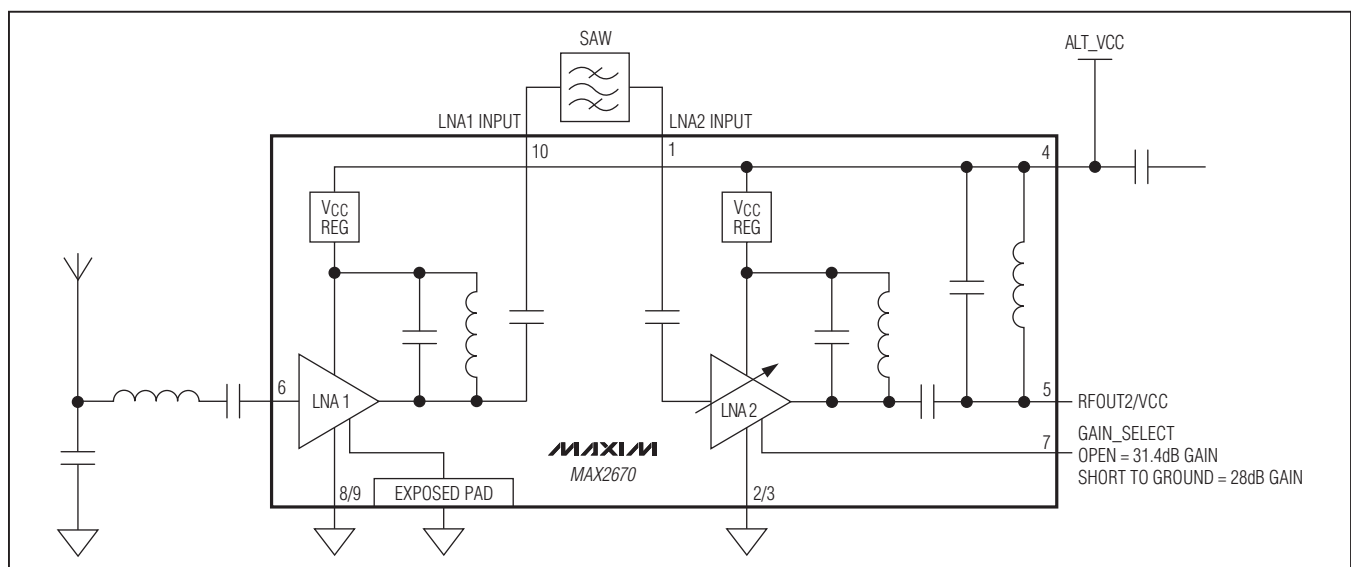 SAW
ALT_VCC
LNA1 INPUT
LNA2 INPUT
10
1
4
VCC
REG
VCC
REG
6
LNA 1
LNA 2
5
RFOUT2/VCC
7
GAIN_SELECT
OPEN = 31.4dB GAIN
SHORT TO GROUND = 28dB GAIN
MAXIM
MAX2670
8/9
EXPOSED PAD
2/3